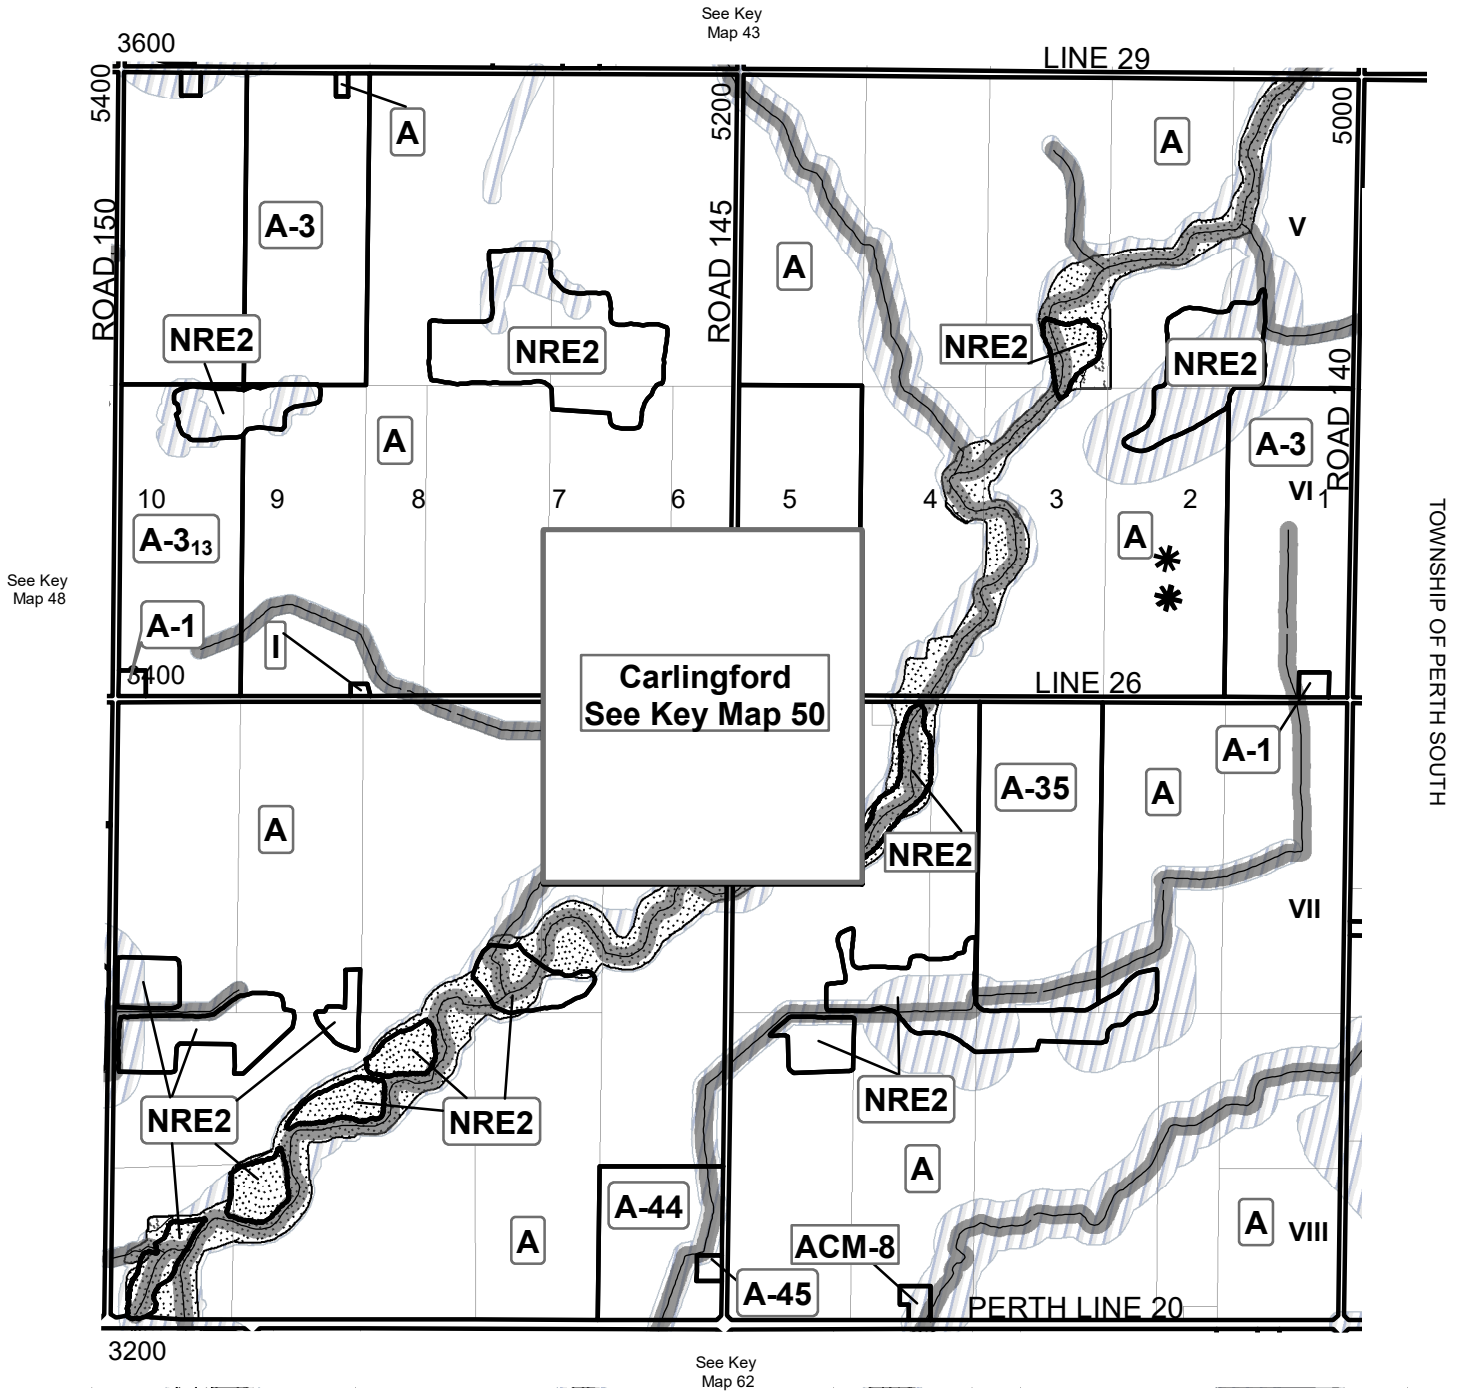 See Key
Map 43
3600
LINE 29
5400
5200
5000
A
A
ROAD 150
A-3
ROAD 145
V
A
NRE2
NRE2
NRE2
NRE2
ROAD 140
A
A-3
10
9
8
7
6
5
4
3
2
VI
1
A-3₁₃
A
See Key
Map 48
A-1
I
3400
LINE 26
Carlingford
See Key Map 50
TOWNSHIP OF PERTH SOUTH
A-1
A-35
A
A
NRE2
VII
NRE2
NRE2
NRE2
A
A-44
A
A
VIII
ACM-8
A-45
PERTH LINE 20
3200
See Key
Map 62